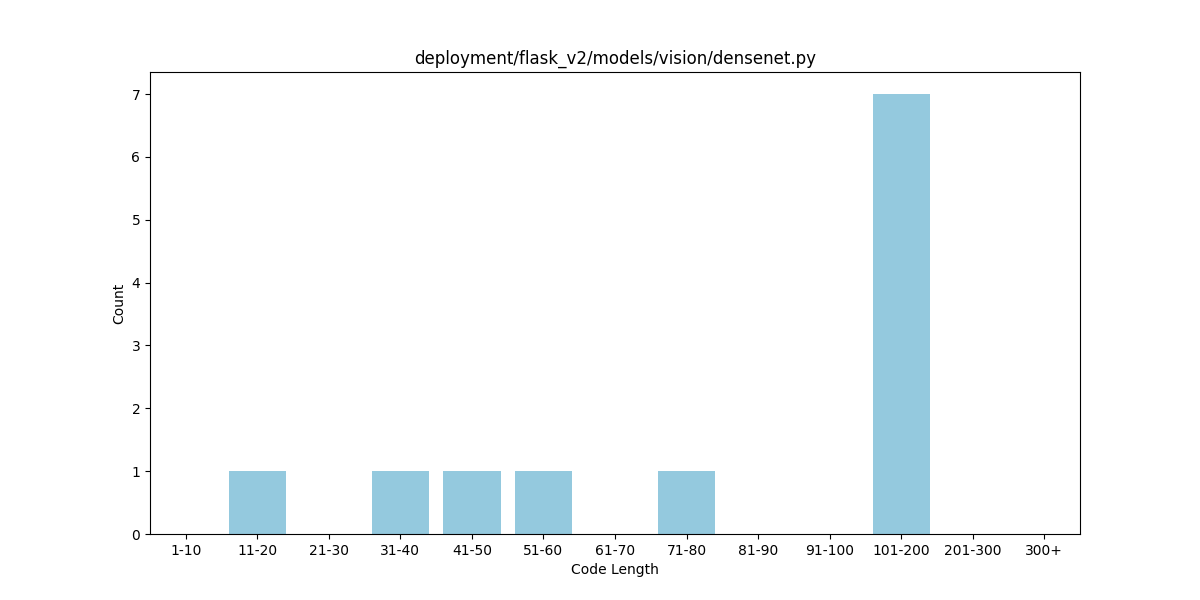 deployment/flask_v2/models/vision/densenet.py
7
6
5
4
3
2
1
0
Count
1-10 11-20 21-30 31-40 41-50 51-60 61-70 71-80 81-90 91-100 101-200 201-300 300+
Code Length